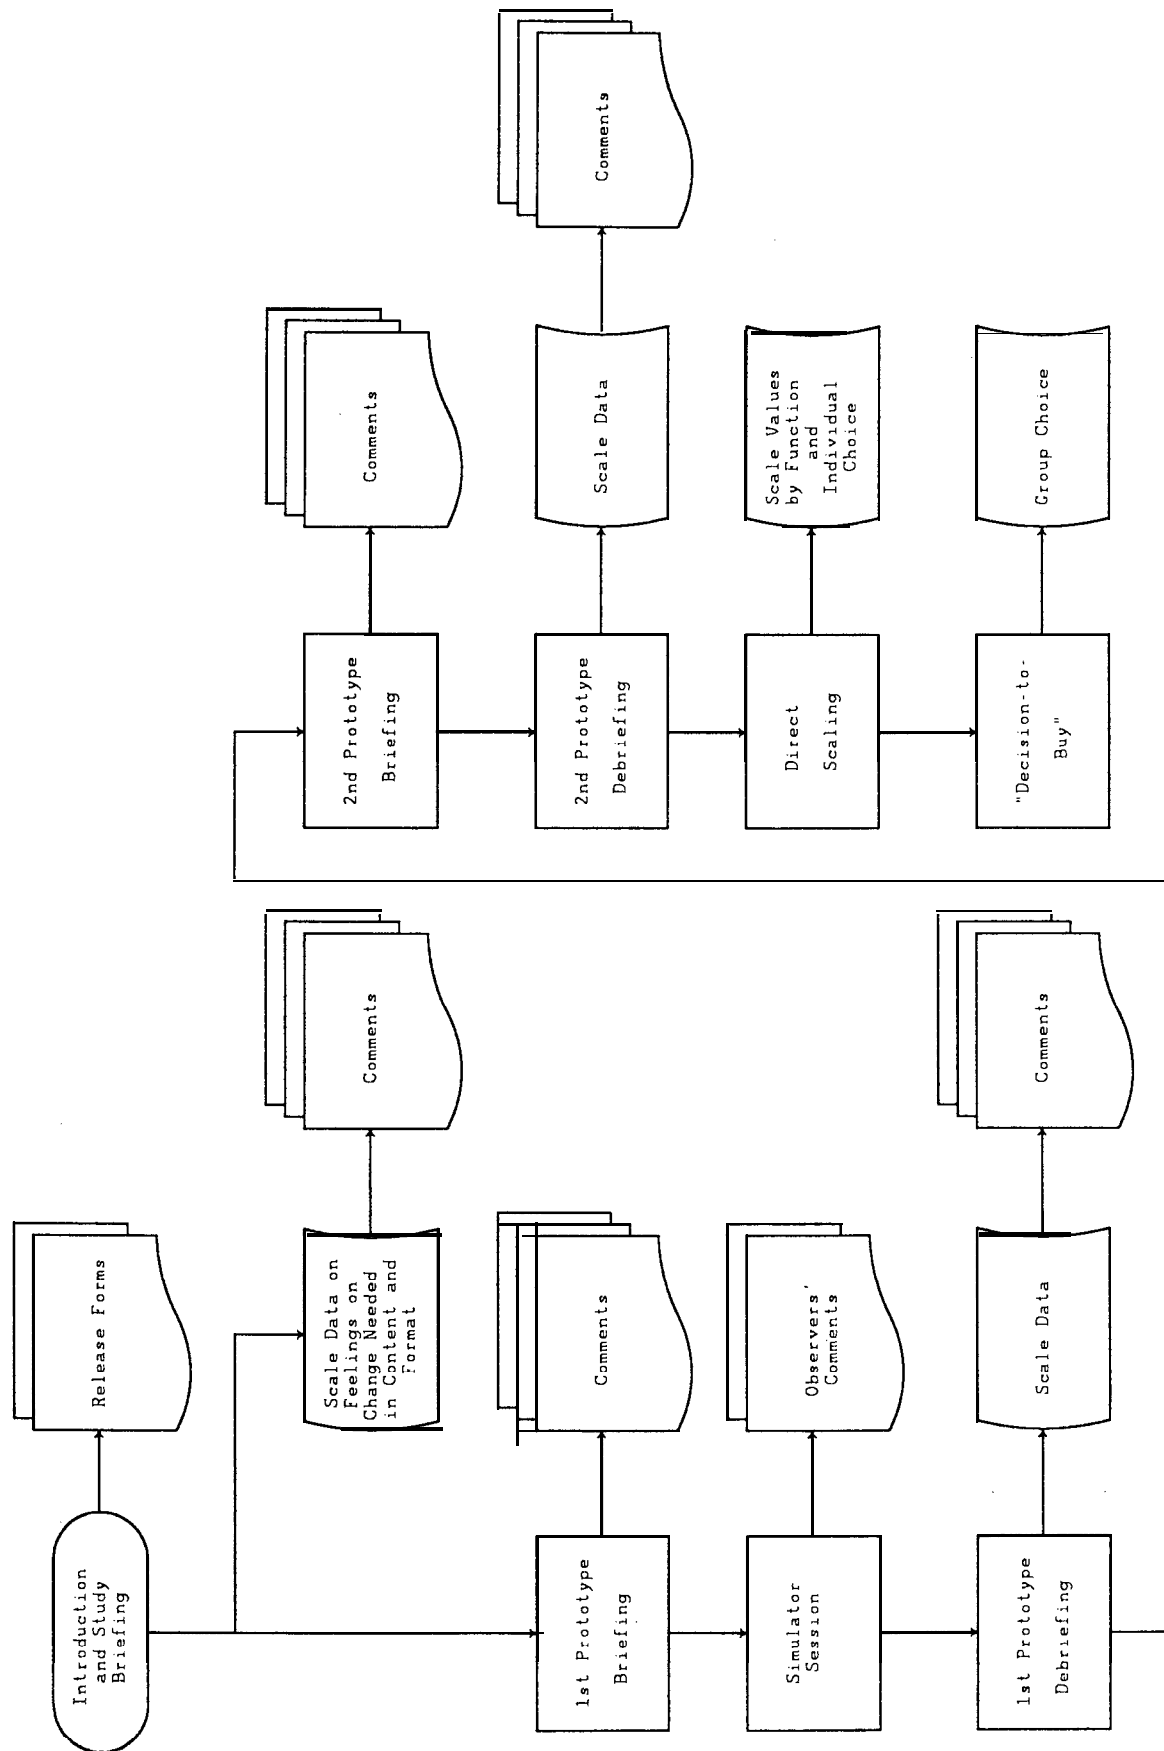 Introduction
and Study
Briefing
Release Forms
Scale Data on
Feelings on
Change Needed
in Content and
Format
Comments
1st Prototype
Briefing
Comments
Simulator
Session
Observers'
Comments
1st Prototype
Debriefing
Scale Data
Comments
2nd Prototype
Briefing
Comments
2nd Prototype
Debriefing
Scale Data
Comments
Direct
Scaling
Scale Values
by Function
and
Individual
Choice
"Decision-to-
Buy"
Group Choice